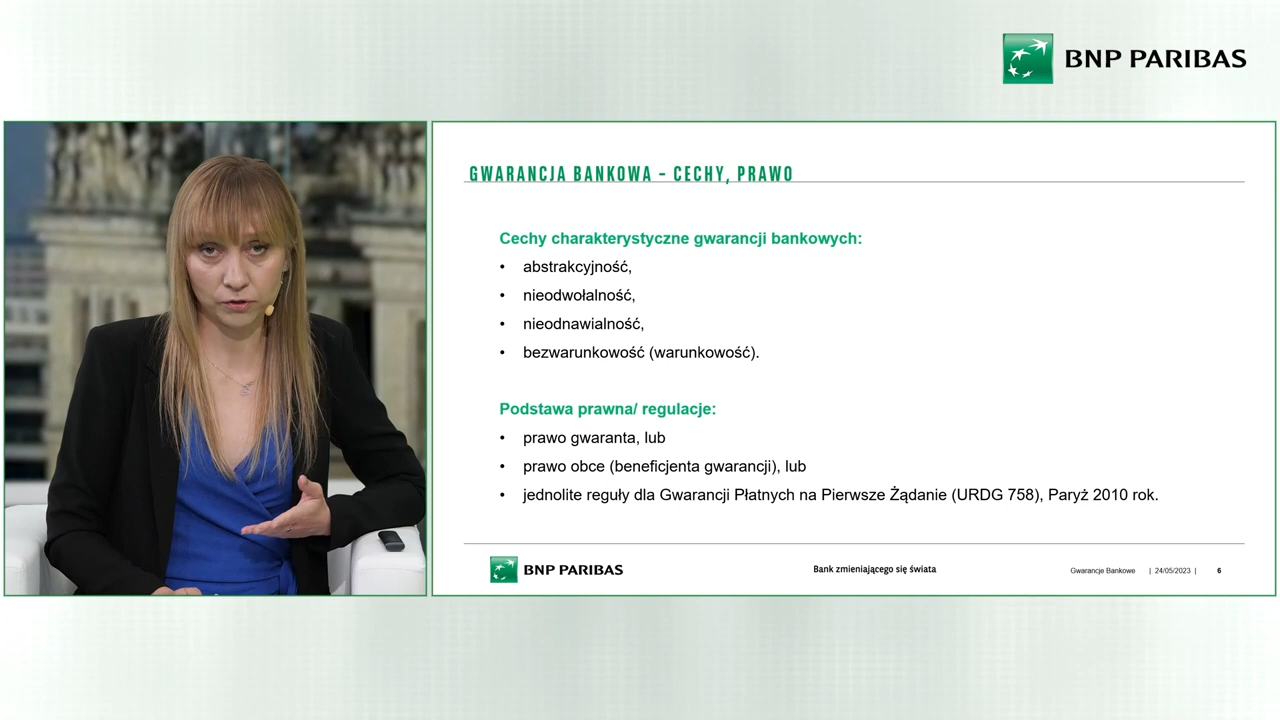 BNP PARIBAS
GWARANCJA BANKOWA – CECHY, PRAWO
Cechy charakterystyczne gwarancji bankowych:
• abstrakcyjność,
• nieodwołalność,
• nieodnawialność,
• bezwarunkowość (warunkowość).
Podstawa prawna/ regulacje:
• prawo gwaranta, lub
• prawo obce (beneficjenta gwarancji), lub
• jednolite reguły dla Gwarancji Płatnych na Pierwsze Żądanie (URDG 758), Paryż 2010 rok.
BNP PARIBAS Bank zmieniającego się świata Gwarancje Bankowe | 24/05/2023 | 6